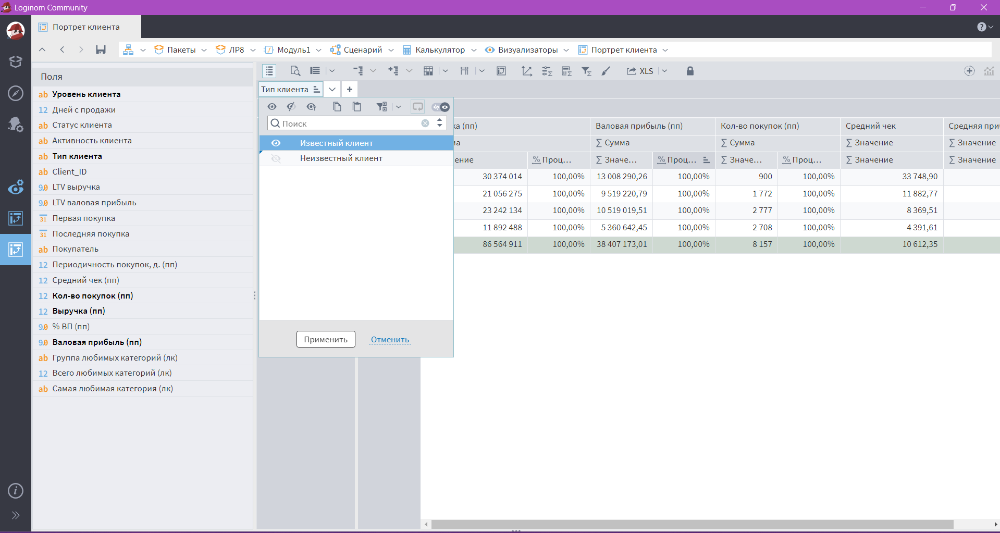 Loginom Community
Портрет клиента
Пакеты ЛР8 Модуль1 Сценарий Калькулятор Визуализаторы Портрет клиента
XLS
Поля
ab Уровень клиента
12 Дней с продажи
ab Статус клиента
ab Активность клиента
ab Тип клиента
ab Client_ID
9.0 LTV выручка
9.0 LTV валовая прибыль
31 Первая покупка
31 Последняя покупка
ab Покупатель
12 Периодичность покупок, д. (пп)
12 Средний чек (пп)
12 Кол-во покупок (пп)
12 Выручка (пп)
9.0 % ВП (пп)
9.0 Валовая прибыль (пп)
ab Группа любимых категорий (лк)
12 Всего любимых категорий (лк)
ab Самая любимая категория (лк)
Тип клиента
Поиск
Известный клиент
Неизвестный клиент
Применить Отменить
ка (пп) Валовая прибыль (пп) Кол-во покупок (пп) Средний чек Средняя при
ма ∑ Сумма ∑ Сумма ∑ Значение ∑ Значение
ение % Проц... ∑ Значе... % Проц... ∑ Значе... % Проц... ∑ Значение ∑ Значение
30 374 014 100,00% 13 008 290,26 100,00% 900 100,00% 33 748,90
21 056 275 100,00% 9 519 220,79 100,00% 1 772 100,00% 11 882,77
23 242 134 100,00% 10 519 019,51 100,00% 2 777 100,00% 8 369,51
11 892 488 100,00% 5 360 642,45 100,00% 2 708 100,00% 4 391,61
86 564 911 100,00% 38 407 173,01 100,00% 8 157 100,00% 10 612,35